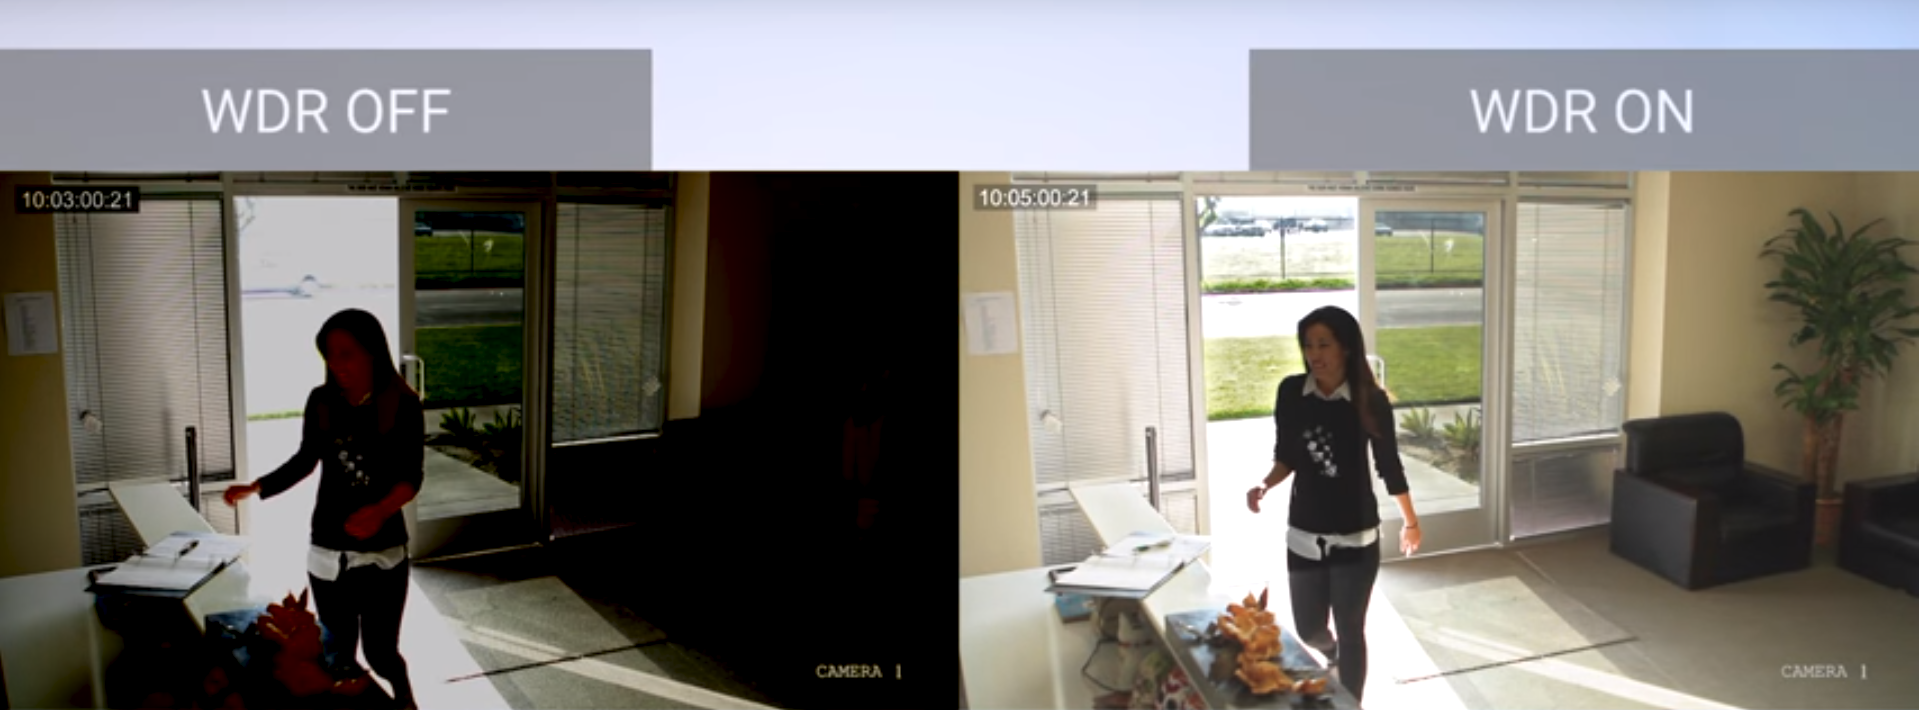 WDR OFF
WDR ON
10:03:00:21
10:05:00:21
CAMERA 1
CAMERA 1